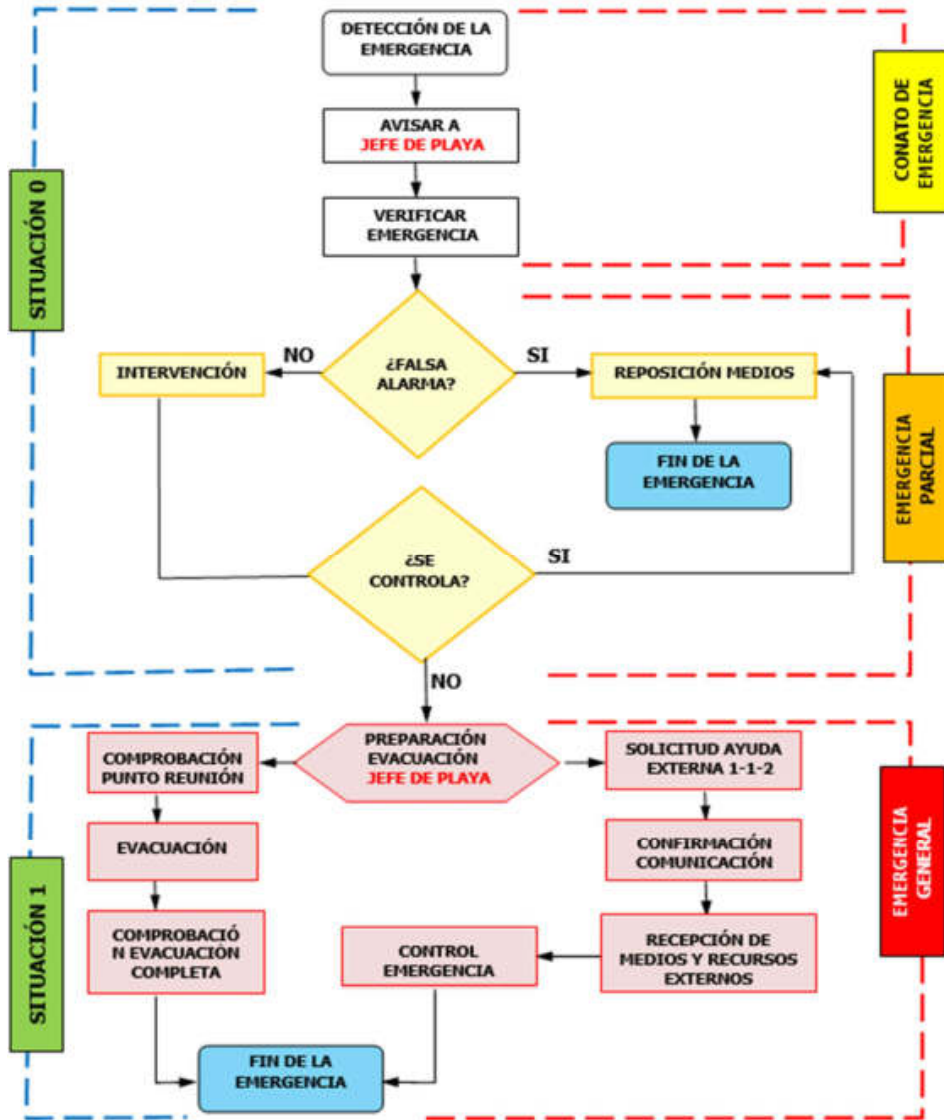 DETECCIÓN DE LA
EMERGENCIA
AVISAR A
JEFE DE PLAYA
VERIFICAR
EMERGENCIA
CONATO DE
EMERGENCIA
SITUACIÓN 0
¿FALSA
ALARMA?
NO
SI
INTERVENCIÓN
REPOSICIÓN MEDIOS
FIN DE LA
EMERGENCIA
EMERGENCIA
PARCIAL
¿SE
CONTROLA?
SI
NO
PREPARACIÓN
EVACUACIÓN
JEFE DE PLAYA
COMPROBACIÓN
PUNTO REUNIÓN
SOLICITUD AYUDA
EXTERNA 1-1-2
EVACUACIÓN
CONFIRMACIÓN
COMUNICACIÓN
EMERGENCIA
GENERAL
SITUACIÓN 1
COMPROBACIÓ
N EVACUACIÓN
COMPLETA
CONTROL
EMERGENCIA
RECEPCIÓN DE
MEDIOS Y RECURSOS
EXTERNOS
FIN DE LA
EMERGENCIA